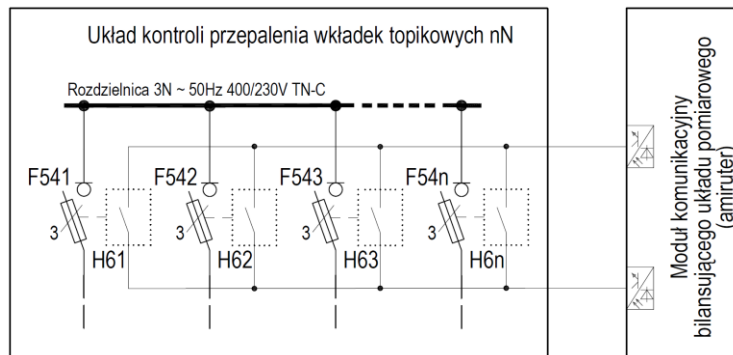 Układ kontroli przepalenia wkładek topikowych nN
Rozdzielnica 3N ~ 50Hz 400/230V TN-C
F541
F542
F543
F54n
3
3
3
3
H61
H62
H63
H6n
Moduł komunikacyjny
bilansującego układu pomiarowego
(amiruter)